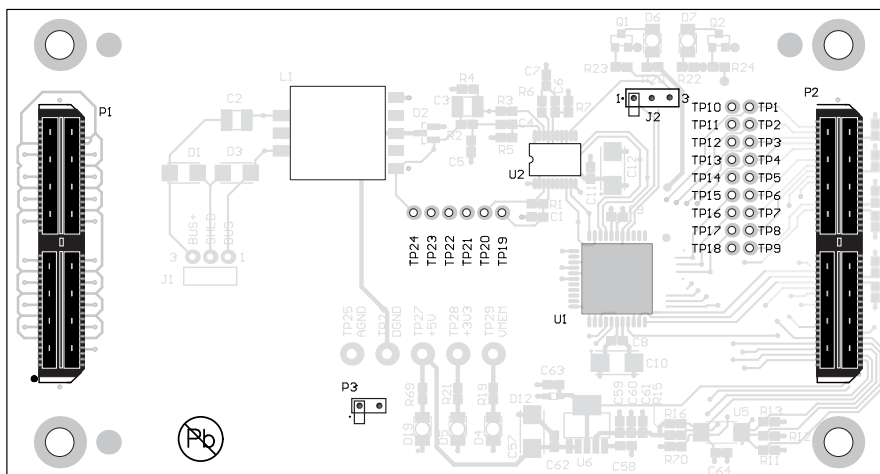 Q1 D6 D7 Q2
R23 R20 R22 R24
L1
C7
R4
R6 C6
C3 R3 R7
P1
C2
D2
R2 C4
R5
C5
U2
C11 C12
D1 D3
R1
C1
1 3
J2
P2
TP10 TP1
TP11 TP2
TP12 TP3
TP13 TP4
TP14 TP5
TP15 TP6
TP16 TP7
TP17 TP8
TP18 TP9
BUS+ SHLD BUS
3 1
J1
TP24 TP23 TP22 TP21 TP20 TP19
U1
TP25 AGND
DGND
TP27 +5V
TP28 +3V3
TP29 VMEM
C8
C10
P3
C63
R69 R21 R19
D12
C59 C60 C61 R15
D19 D5 D4
C57
C62 U6 C58
R16
R70
U5
R13
R12
R11
C64
Pb